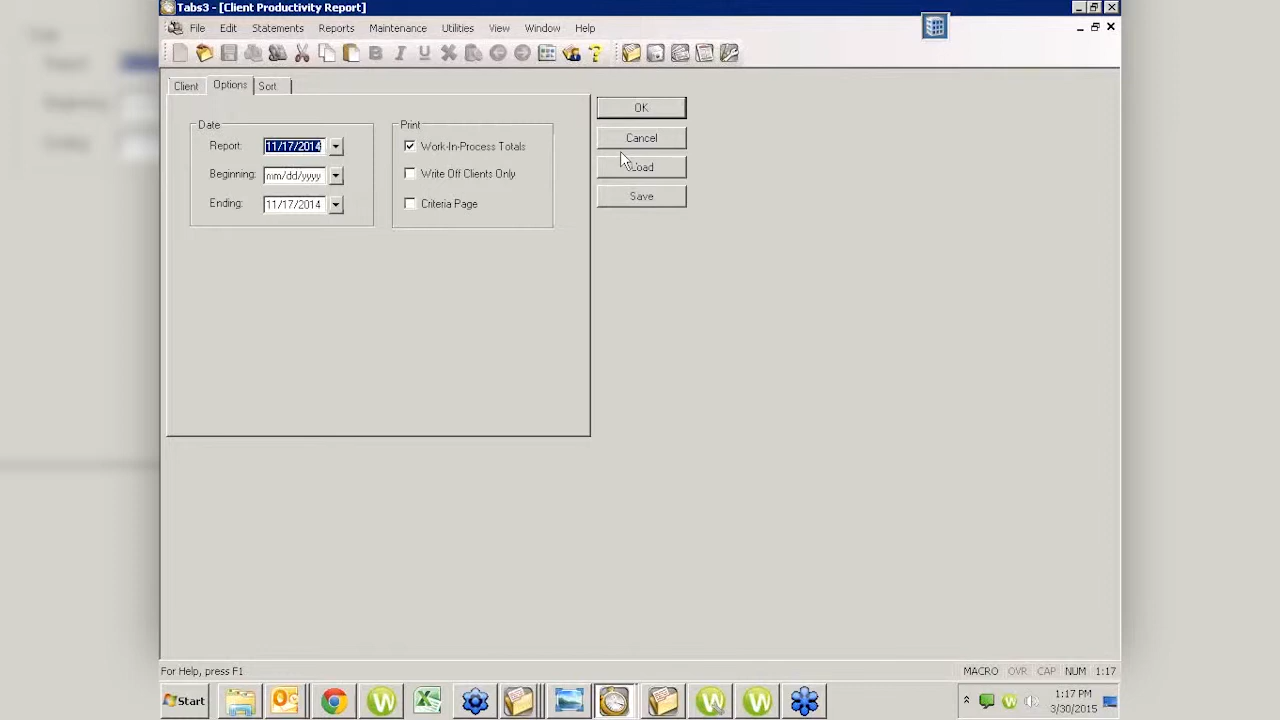 Tabs3 - [Client Productivity Report]
File Edit Statements Reports Maintenance Utilities View Window Help
Client Options Sort
Date
Report: 11/17/2014
Beginning: mm/dd/yyyy
Ending: 11/17/2014
Print
Work-In-Process Totals
Write Off Clients Only
Criteria Page
OK
Cancel
Load
Save
For Help, press F1
MACRO OVR CAP NUM 1:17
Start
1:17 PM
3/30/2015